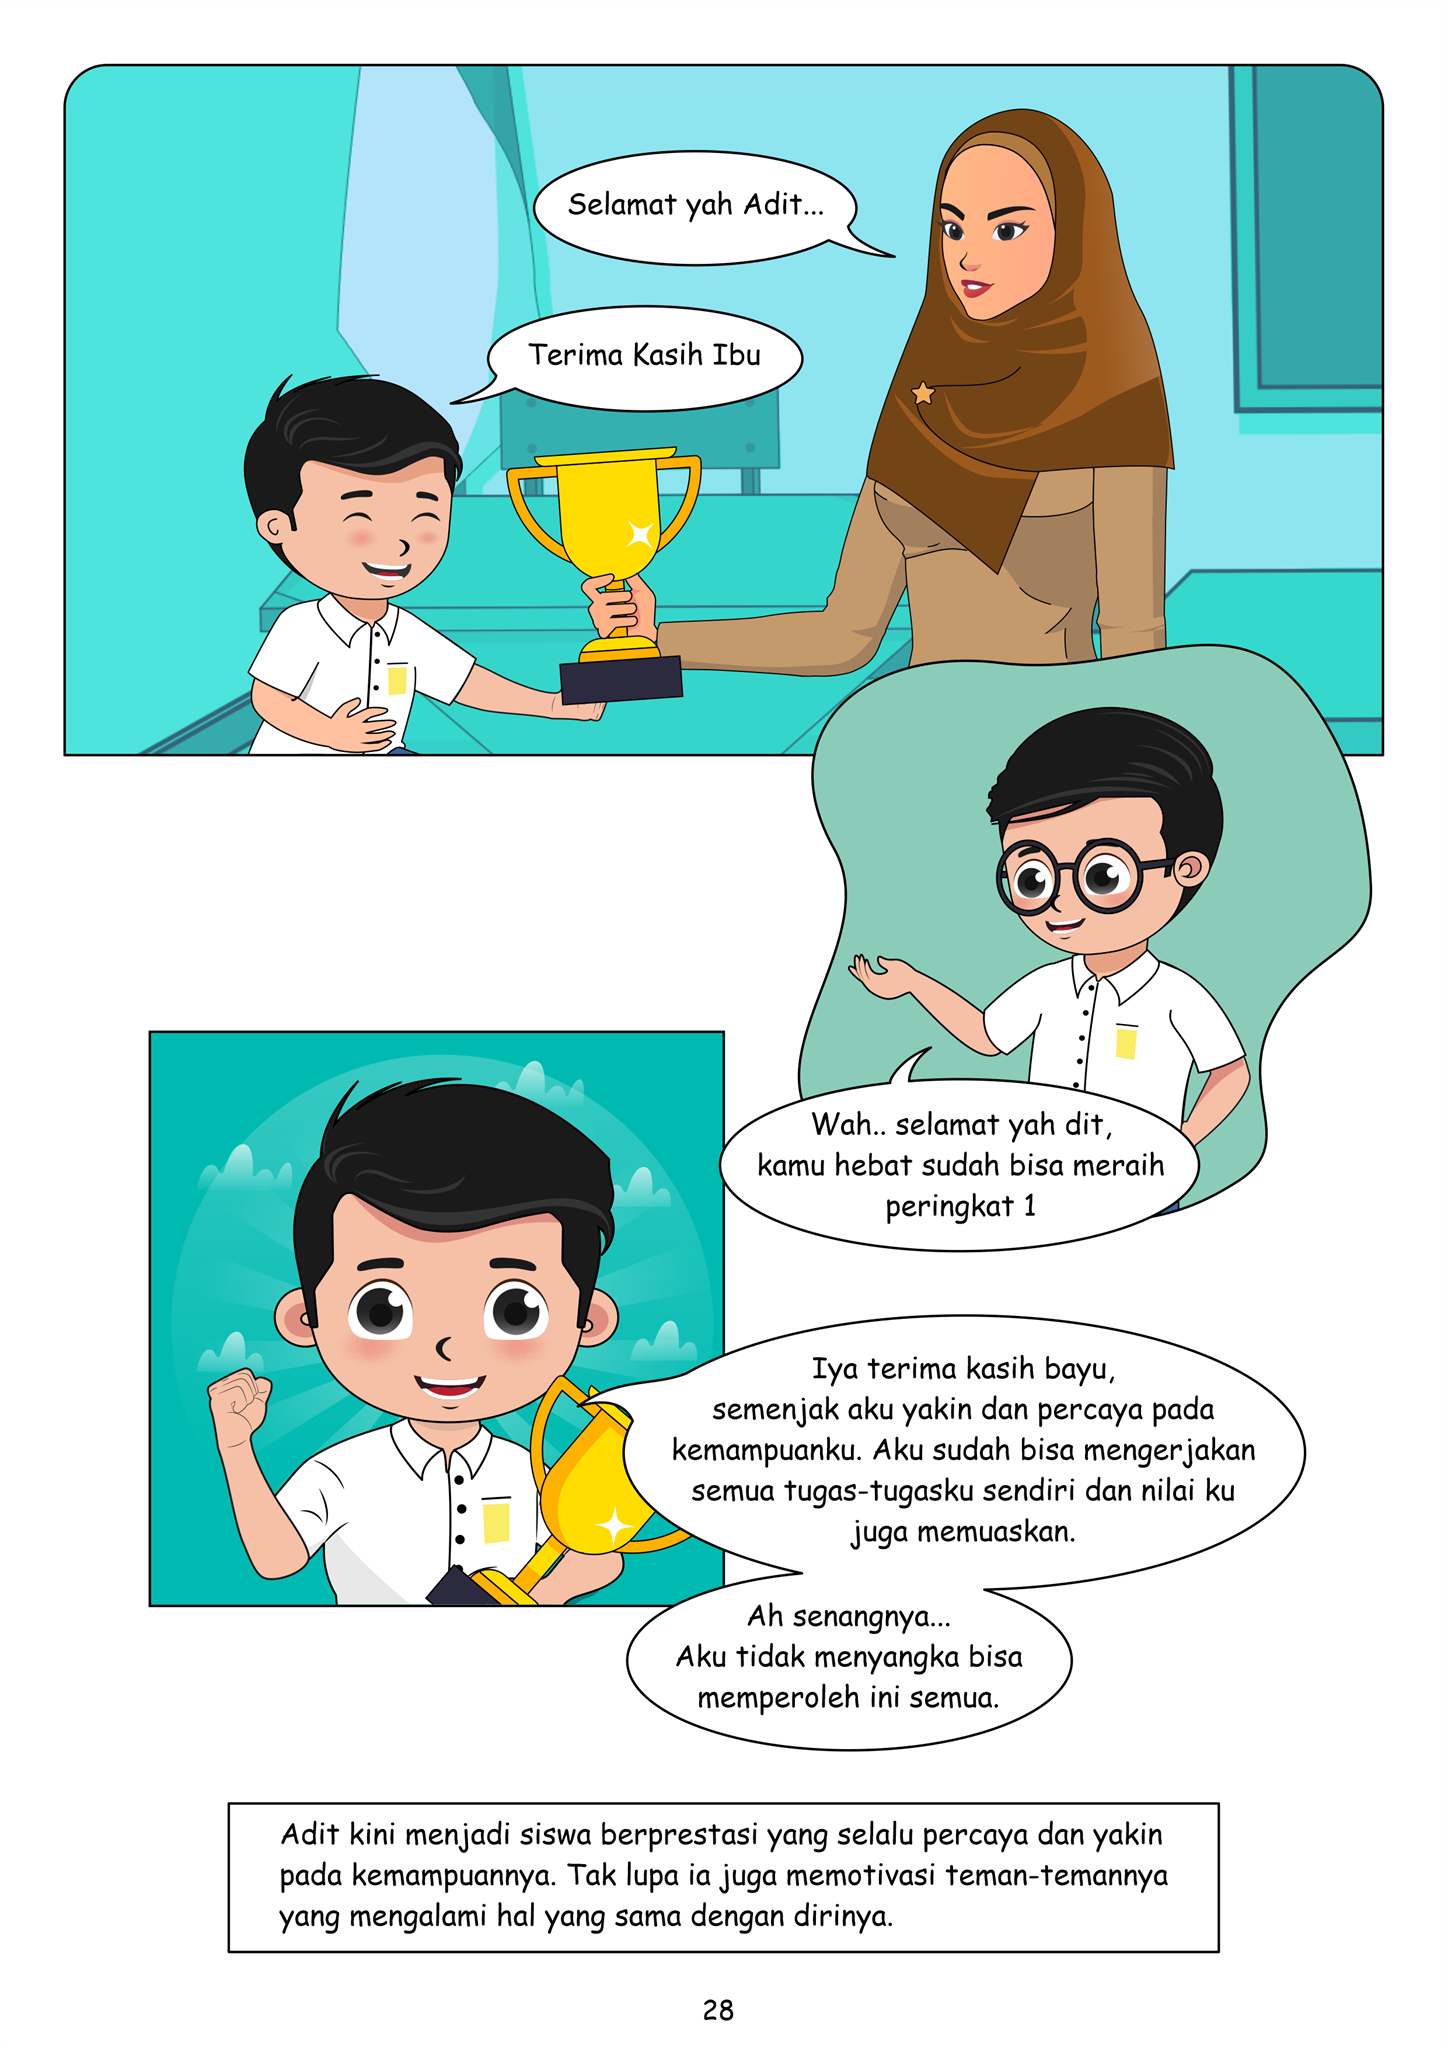 Selamat yah Adit...
Terima Kasih Ibu
Wah.. selamat yah dit,
kamu hebat sudah bisa meraih
peringkat 1
Iya terima kasih bayu,
semenjak aku yakin dan percaya pada
kemampuanku. Aku sudah bisa mengerjakan
semua tugas-tugasku sendiri dan nilai ku
juga memuaskan.
Ah senangnya...
Aku tidak menyangka bisa
memperoleh ini semua.
Adit kini menjadi siswa berprestasi yang selalu percaya dan yakin
pada kemampuannya. Tak lupa ia juga memotivasi teman-temannya
yang mengalami hal yang sama dengan dirinya.
28